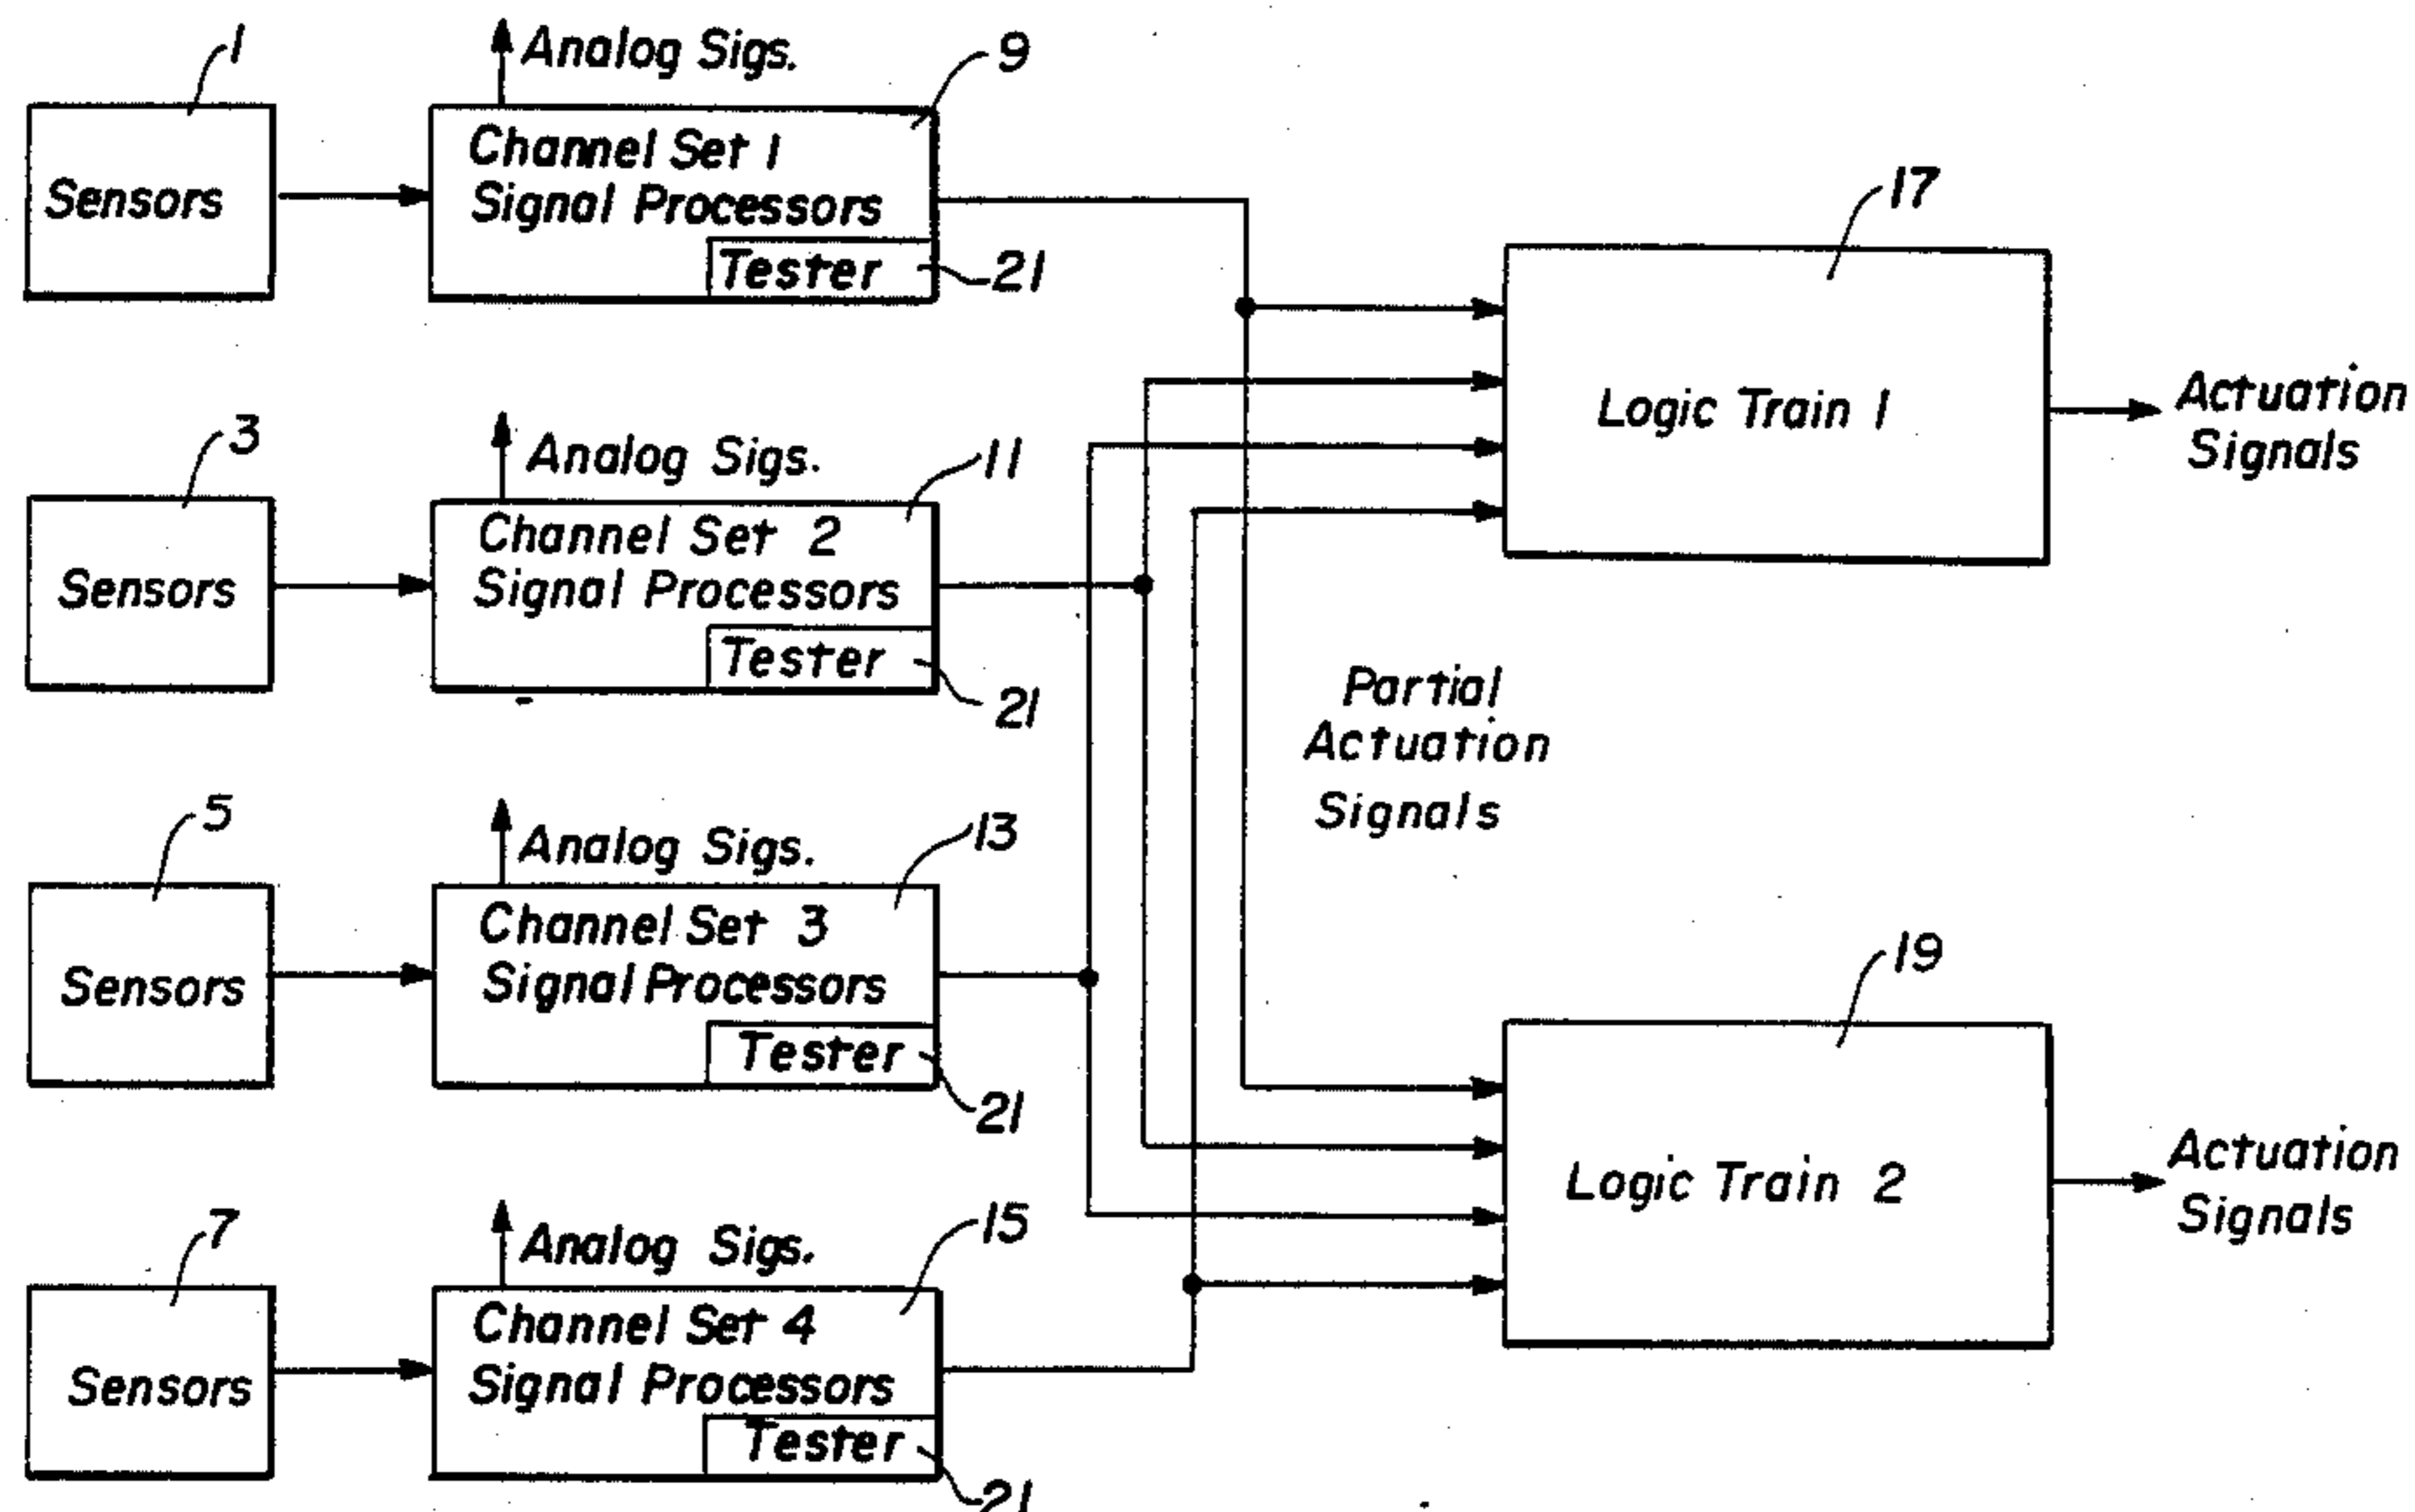 1
Analog Sigs.
9
Sensors
Channel Set 1
Signal Processors
Tester
21
3
Analog Sigs.
11
Sensors
Channel Set 2
Signal Processors
Tester
21
5
Analog Sigs.
13
Sensors
Channel Set 3
Signal Processors
Tester
21
7
Analog Sigs.
15
Sensors
Channel Set 4
Signal Processors
Tester
21
Partial
Actuation
Signals
17
Logic Train 1
Actuation
Signals
19
Logic Train 2
Actuation
Signals